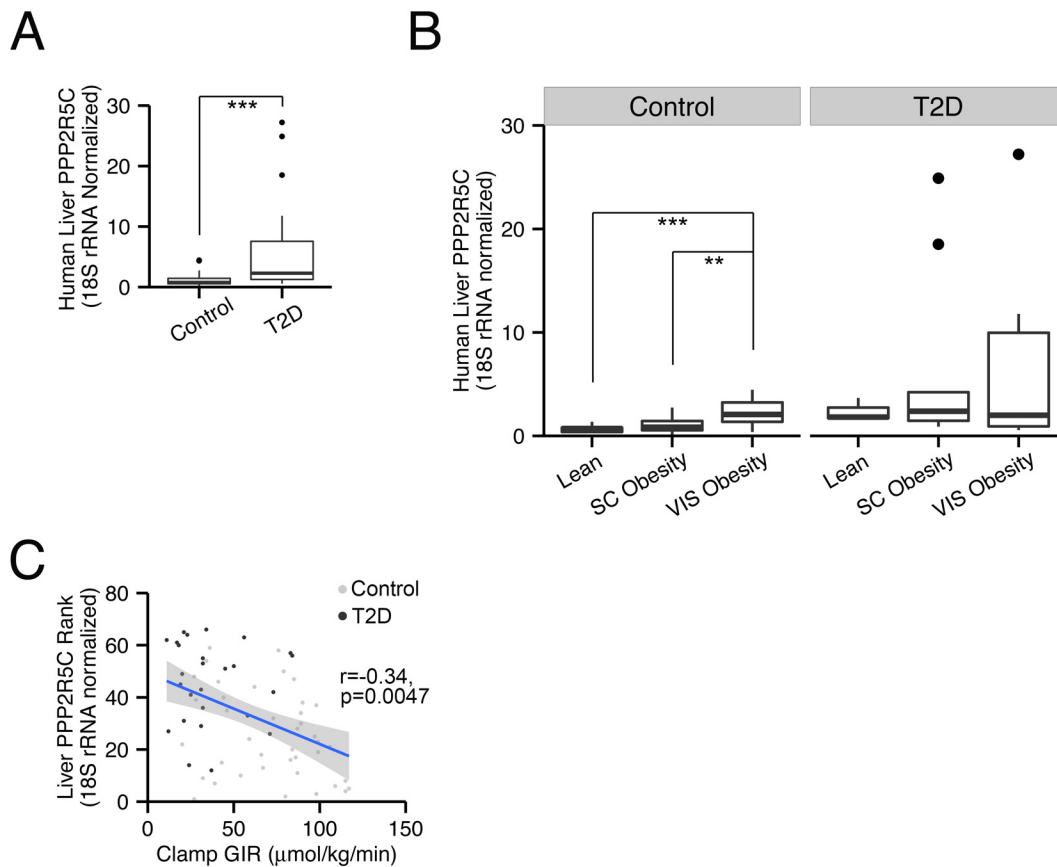 A
Human Liver PPP2R5C
(18S rRNA Normalized)
30
20
10
0
***
Control
T2D
B
Human Liver PPP2R5C
(18S rRNA normalized)
Control
T2D
30
20
10
0
***
**
Lean
SC Obesity
VIS Obesity
Lean
SC Obesity
VIS Obesity
C
Liver PPP2R5C Rank
(18S rRNA normalized)
80
60
40
20
0
Control
T2D
r=-0.34,
p=0.0047
0
50
100
150
Clamp GIR (μmol/kg/min)